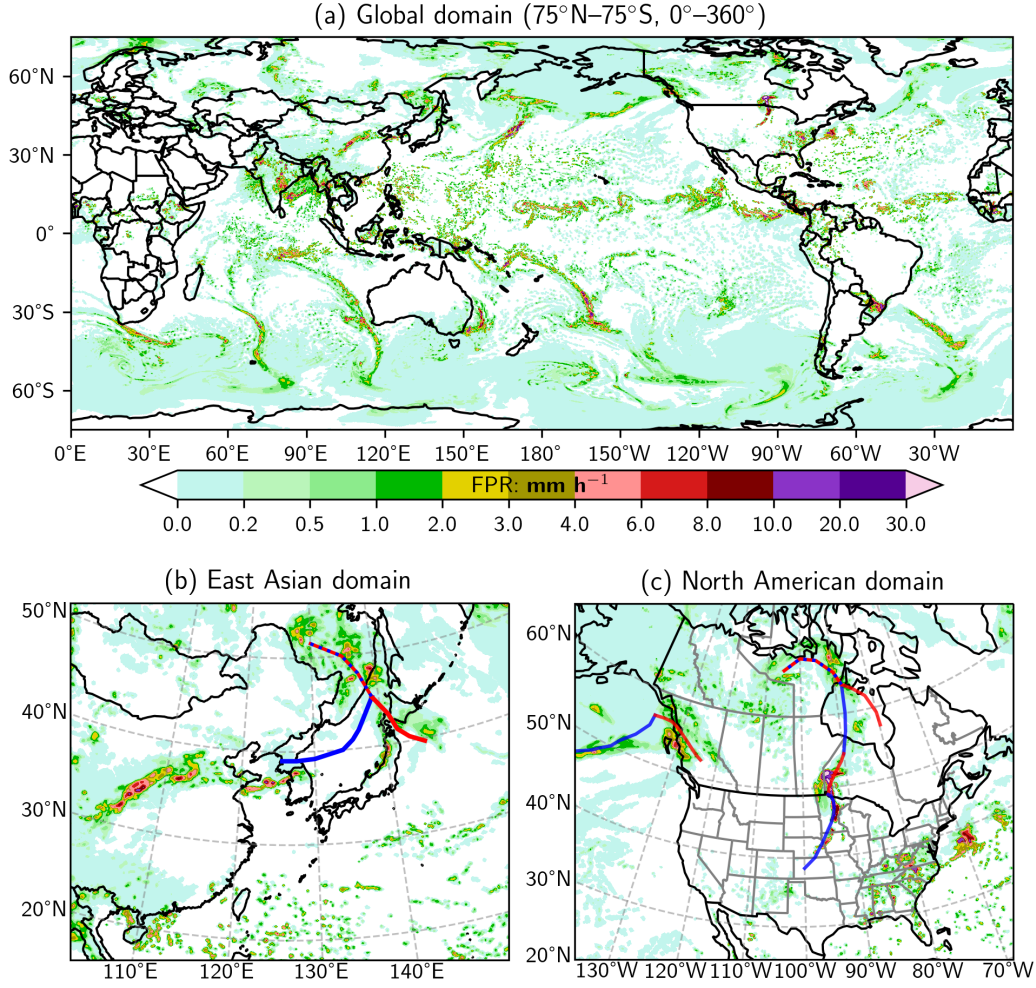 (a) Global domain (75°N–75°S, 0°–360°)
60°N
30°N
0°
30°S
60°S
0°E 30°E 60°E 90°E 120°E 150°E 180° 150°W 120°W 90°W 60°W 30°W
FPR: mm h⁻¹
0.0 0.2 0.5 1.0 2.0 3.0 4.0 6.0 8.0 10.0 20.0 30.0
(b) East Asian domain
50°N
40°N
30°N
20°N
110°E 120°E 130°E 140°E
(c) North American domain
60°N
50°N
40°N
30°N
20°N
130°W 120°W 110°W 100°W 90°W 80°W 70°W